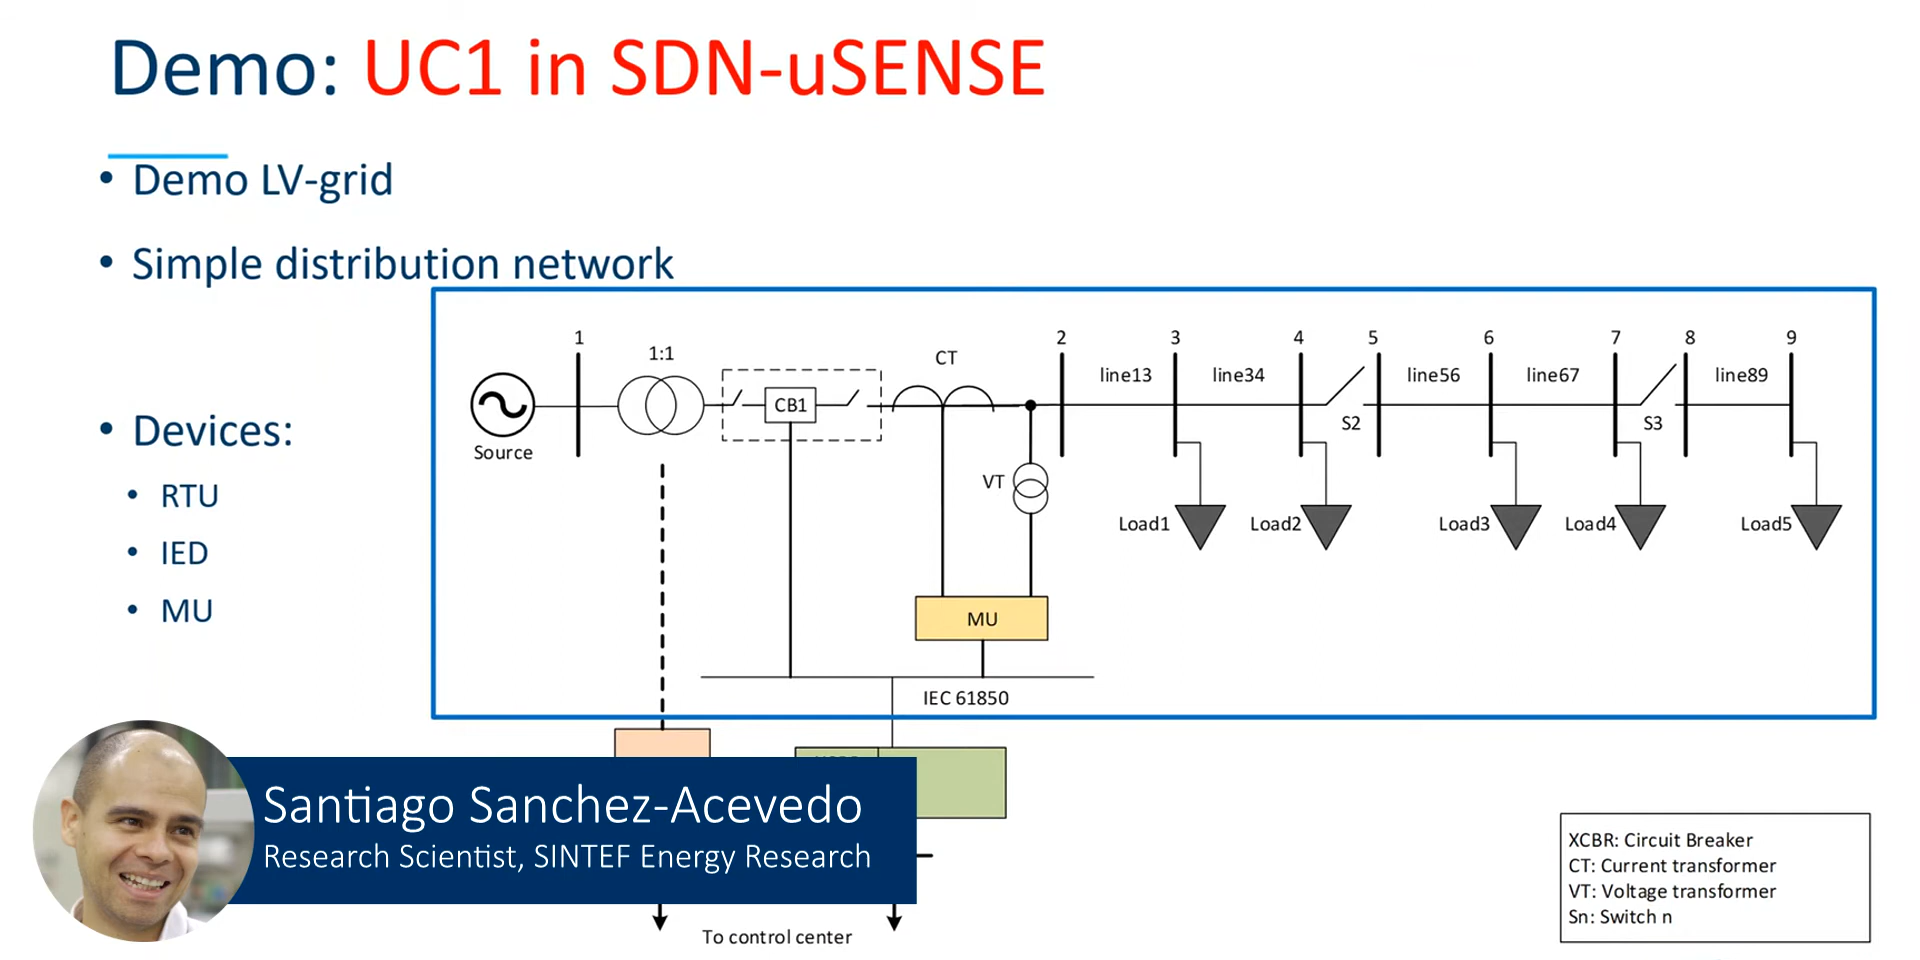 Demo: UC1 in SDN-uSENSE
• Demo LV-grid
• Simple distribution network
• Devices:
• RTU
• IED
• MU
1
1:1
CT
2
3
4
5
6
7
8
9
line13
line34
line56
line67
line89
CB1
S2
S3
Source
VT
Load1
Load2
Load3
Load4
Load5
MU
IEC 61850
Santiago Sanchez-Acevedo
Research Scientist, SINTEF Energy Research
To control center
XCBR: Circuit Breaker
CT: Current transformer
VT: Voltage transformer
Sn: Switch n